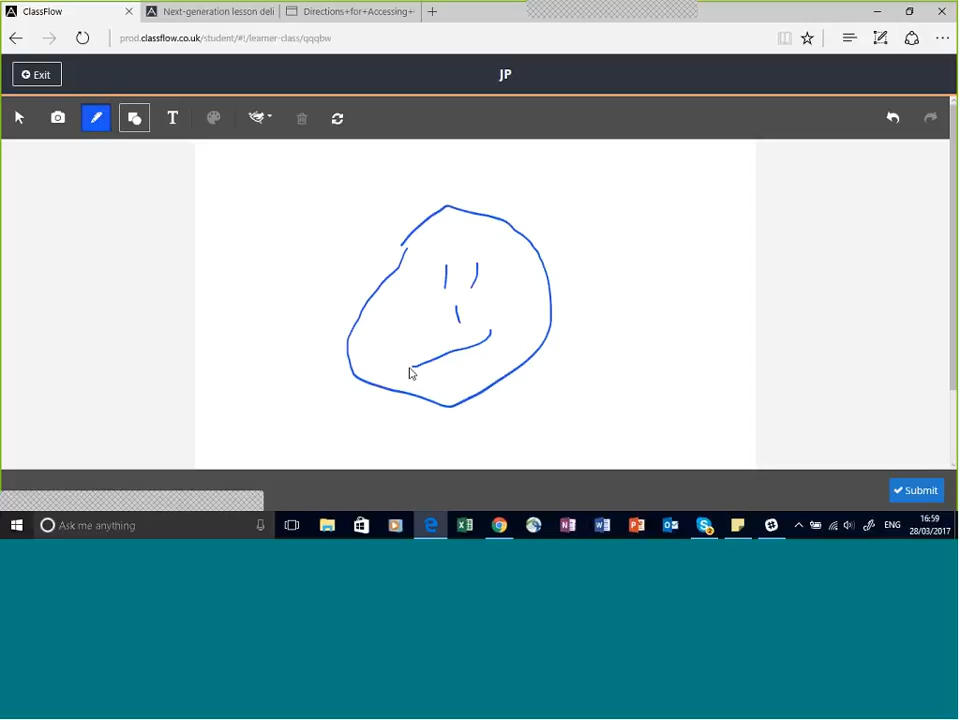 ClassFlow
Next-generation lesson deli
Directions+for+Accessing+
prod.classflow.co.uk/student/#!/learner-class/qqqbw
Exit
JP
T
Submit
Ask me anything
16:59
ENG
28/03/2017